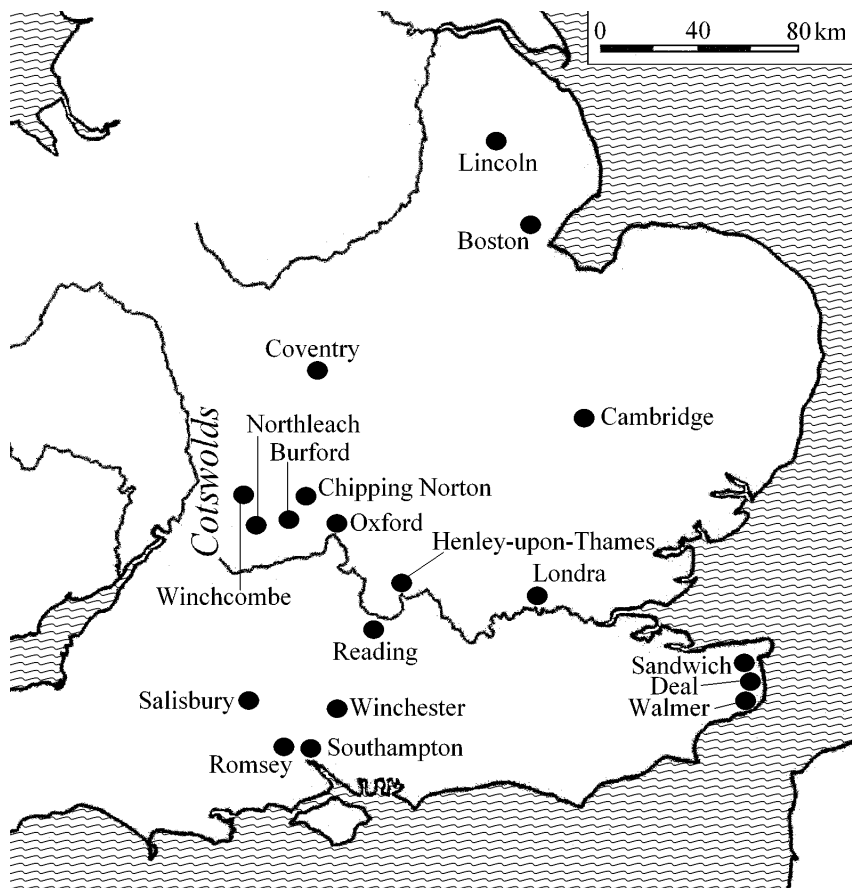 0 40 80 km
Lincoln
Boston
Coventry
Cotswolds
Northleach
Burford
Cambridge
Chipping Norton
Oxford
Henley-upon-Thames
Londra
Winchcombe
Reading
Sandwich
Deal
Walmer
Salisbury
Winchester
Romsey
Southampton